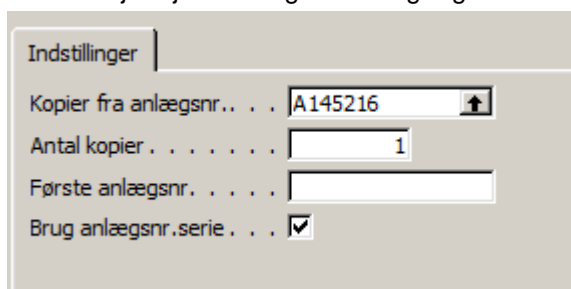 Indstillinger
Kopier fra anlægsnr.. . . A145216
Antal kopier . . . . . . . 1
Første anlægsnr. . . . . .
Brug anlægsnr.serie . . .